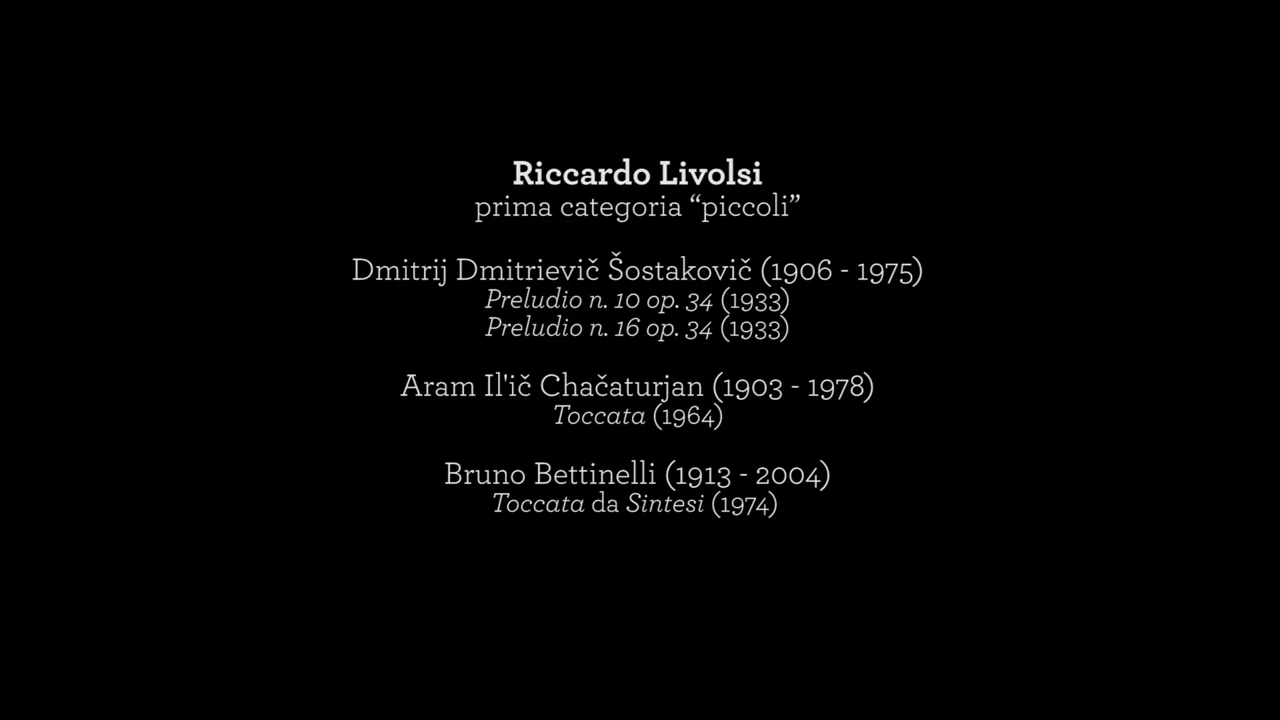 Riccardo Livolsi
prima categoria “piccoli”
Dmitrij Dmitrievič Šostakovič (1906 - 1975)
Preludio n. 10 op. 34 (1933)
Preludio n. 16 op. 34 (1933)
Aram Il'ič Chačaturjan (1903 - 1978)
Toccata (1964)
Bruno Bettinelli (1913 - 2004)
Toccata da Sintesi (1974)